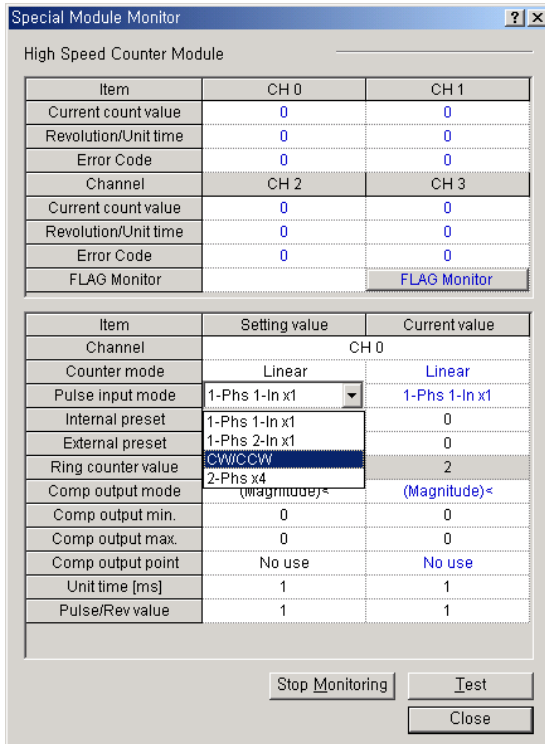 Special Module Monitor ? ×
High Speed Counter Module
Item CH 0 CH 1
Current count value 0 0
Revolution/Unit time 0 0
Error Code 0 0
Channel CH 2 CH 3
Current count value 0 0
Revolution/Unit time 0 0
Error Code 0 0
FLAG Monitor FLAG Monitor
Item Setting value Current value
Channel CH 0
Counter mode Linear Linear
Pulse input mode 1-Phs 1-In x1 1-Phs 1-In x1
Internal preset 1-Phs 1-In x1 0
External preset 1-Phs 2-In x1 0
Ring counter value CW/CCW 2
2-Phs x4
Comp output mode (Magnitude)< (Magnitude)<
Comp output min. 0 0
Comp output max. 0 0
Comp output point No use No use
Unit time [ms] 1 1
Pulse/Rev value 1 1
Stop Monitoring Test
Close